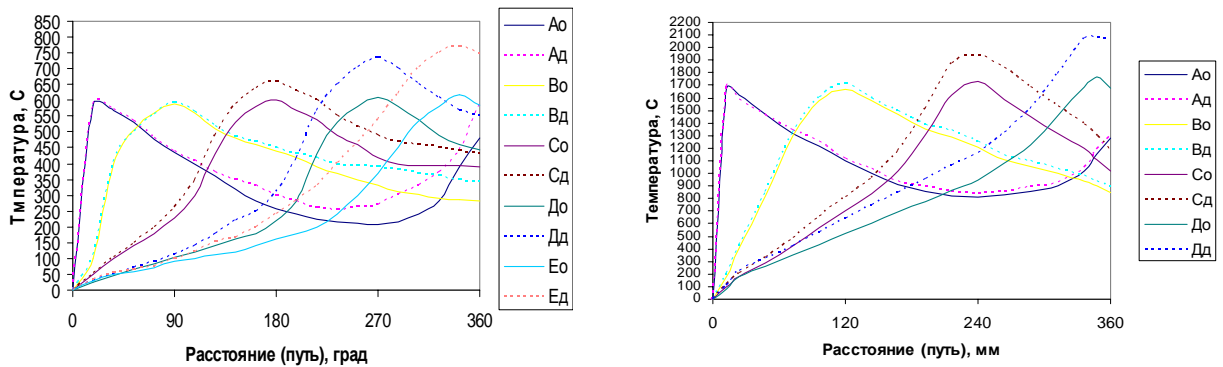 850
800
750
700
650
600
550
500
450
400
350
300
250
200
150
100
50
0
Тмпература, С
0 90 180 270 360
Расстояние (путь), град
Ао
Ад
Во
Вд
Со
Сд
До
Дд
Ео
Ед
2200
2100
2000
1900
1800
1700
1600
1500
1400
1300
1200
1100
1000
900
800
700
600
500
400
300
200
100
0
Температура, С
0 120 240 360
Расстояние (путь), мм
Ао
Ад
Во
Вд
Со
Сд
До
Дд